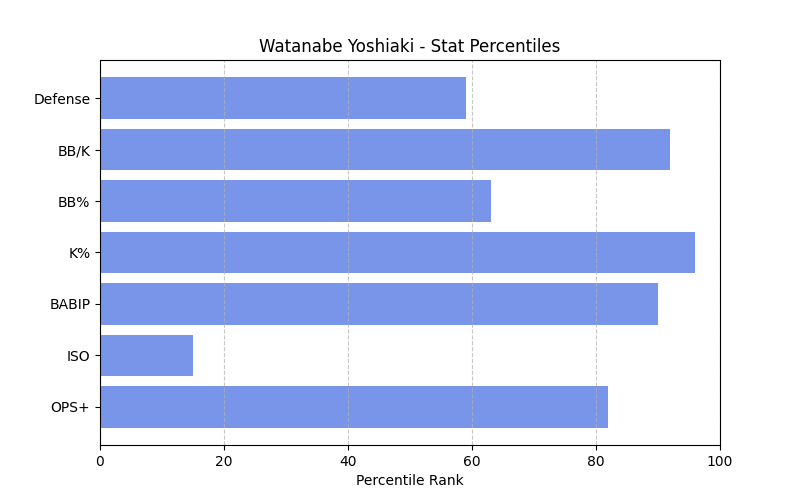 Watanabe Yoshiaki - Stat Percentiles
Defense
BB/K
BB%
K%
BABIP
ISO
OPS+
0 20 40 60 80 100
Percentile Rank